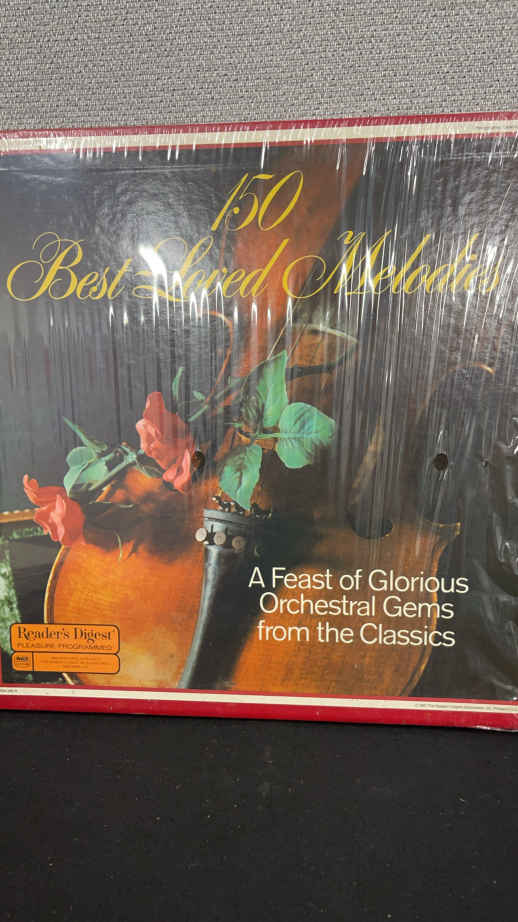 150
Best-Loved Melodies
A Feast of Glorious
Orchestral Gems
from the Classics
Reader's Digest
PLEASURE PROGRAMMED